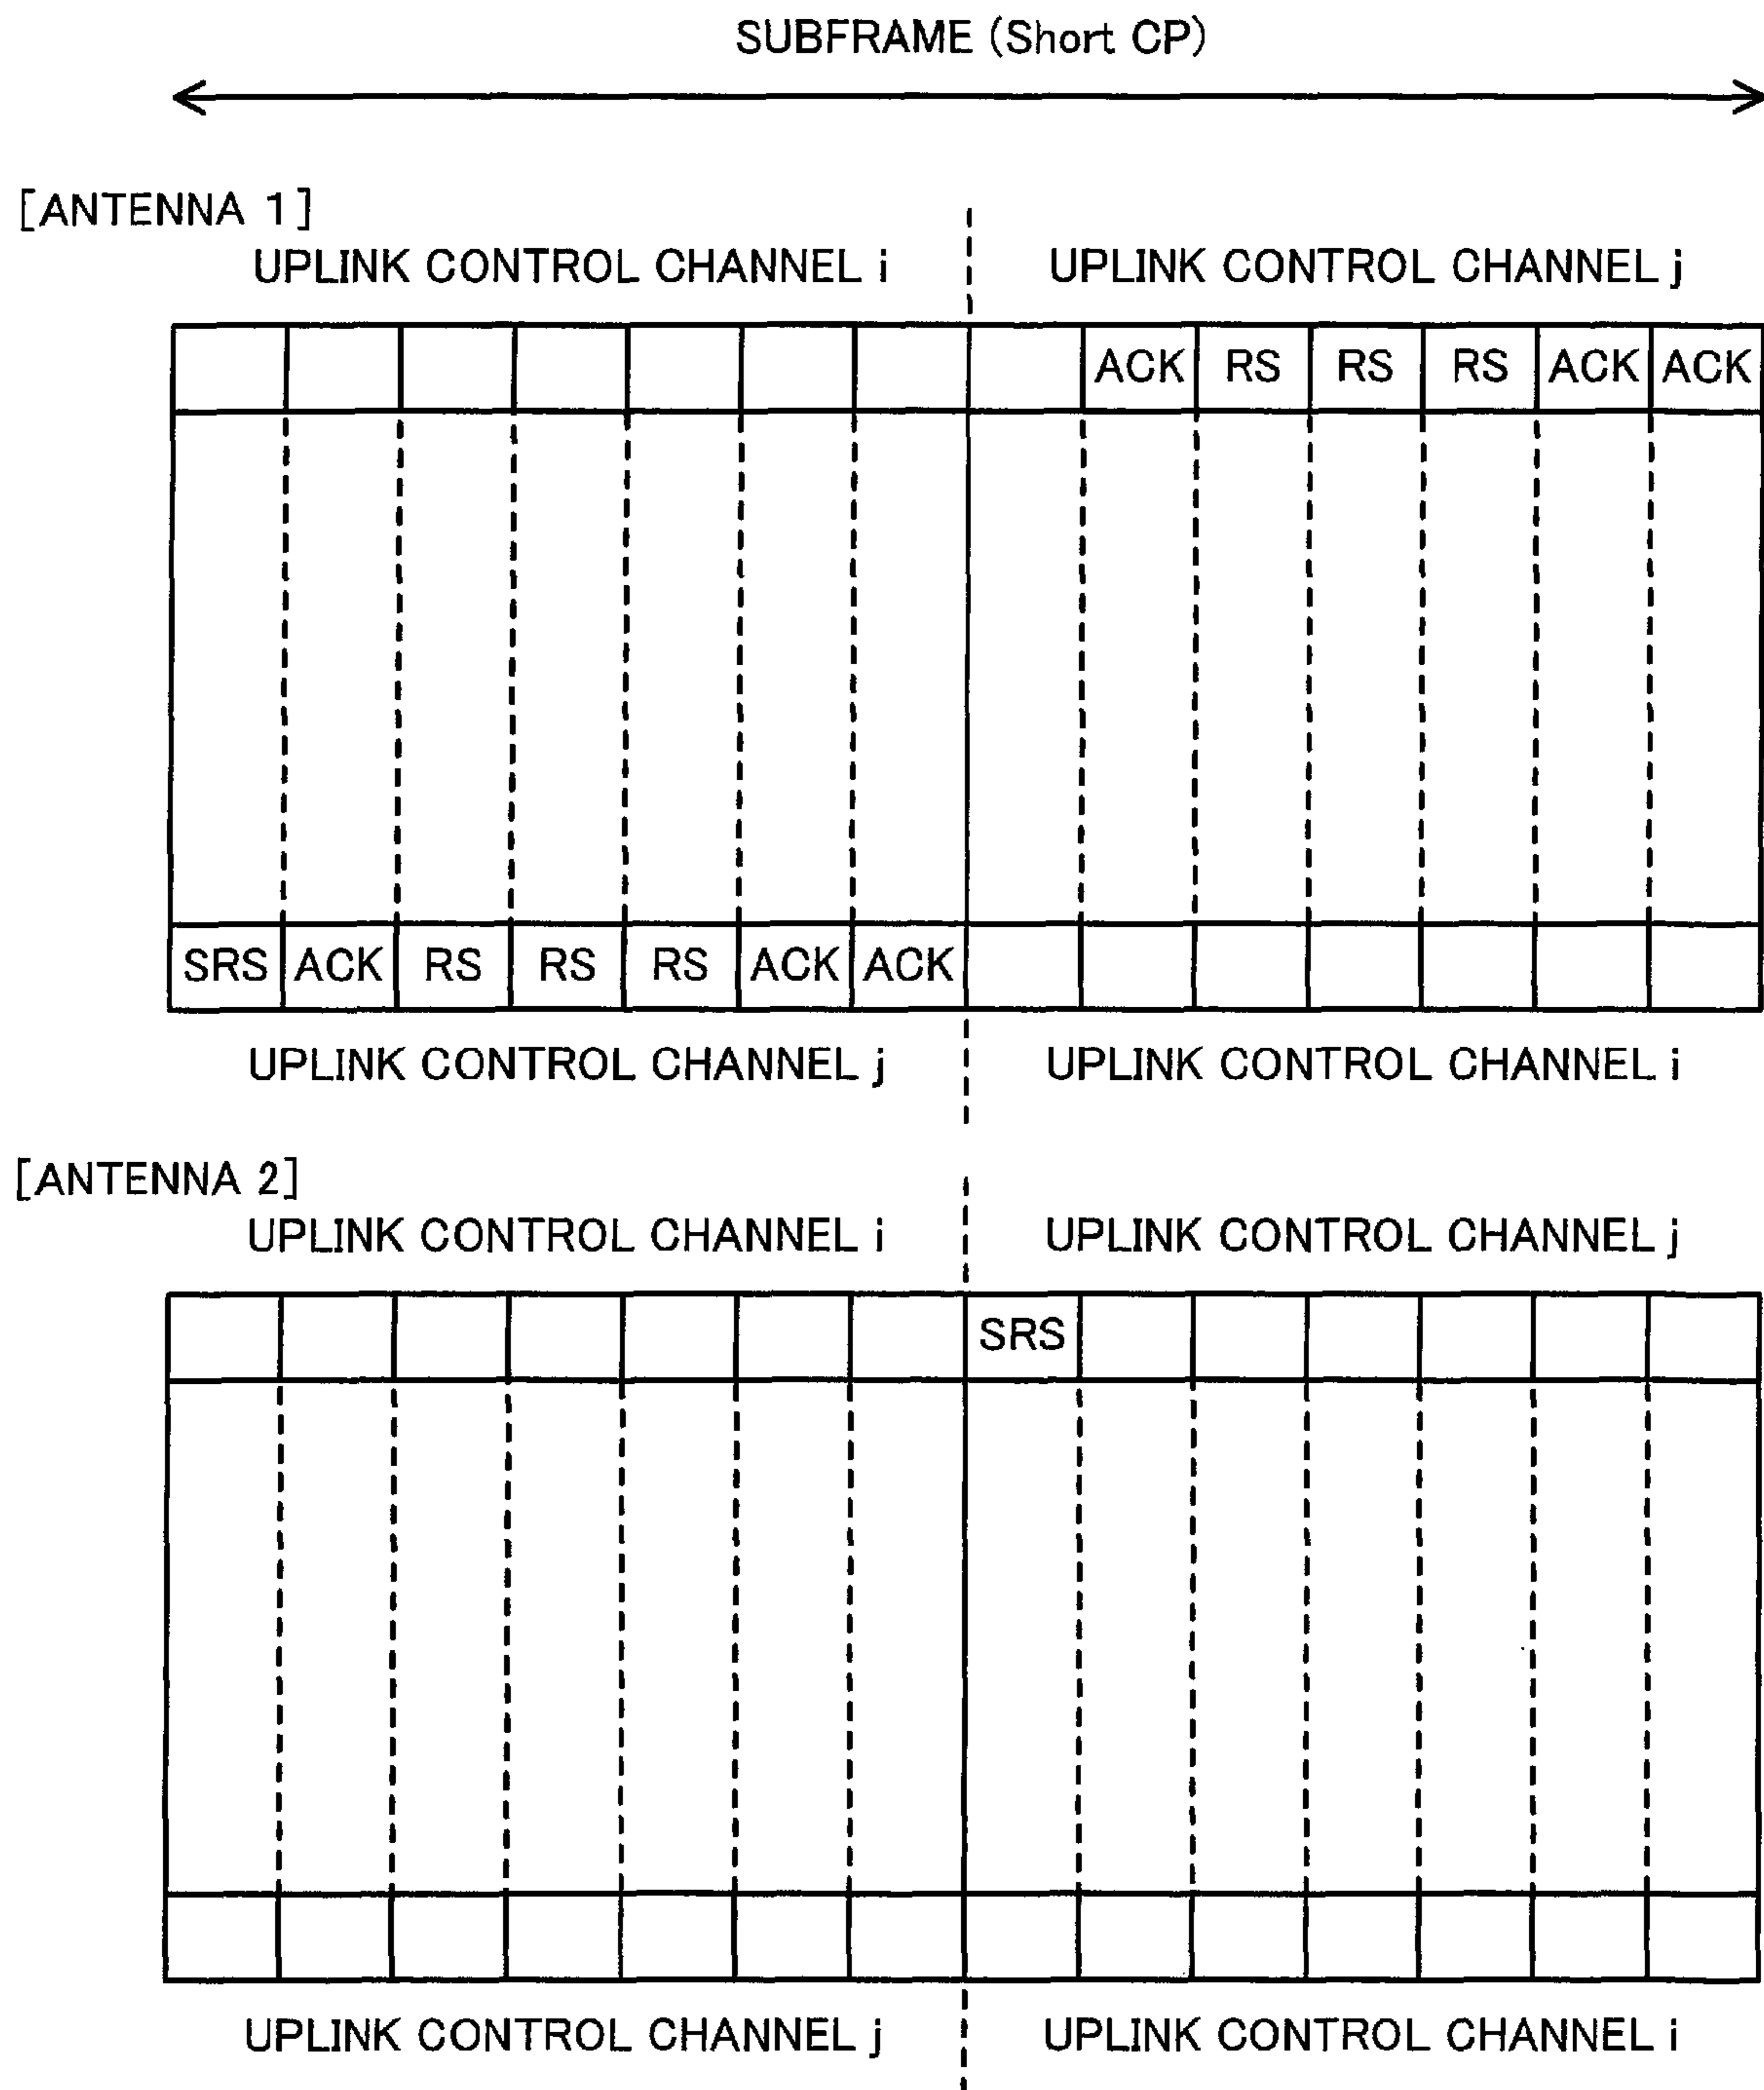 SUBFRAME (Short CP)
[ANTENNA 1]
UPLINK CONTROL CHANNEL i UPLINK CONTROL CHANNEL j
ACK RS RS RS ACK ACK
SRS ACK RS RS RS ACK ACK
UPLINK CONTROL CHANNEL j UPLINK CONTROL CHANNEL i
[ANTENNA 2]
UPLINK CONTROL CHANNEL i UPLINK CONTROL CHANNEL j
SRS
UPLINK CONTROL CHANNEL j UPLINK CONTROL CHANNEL i